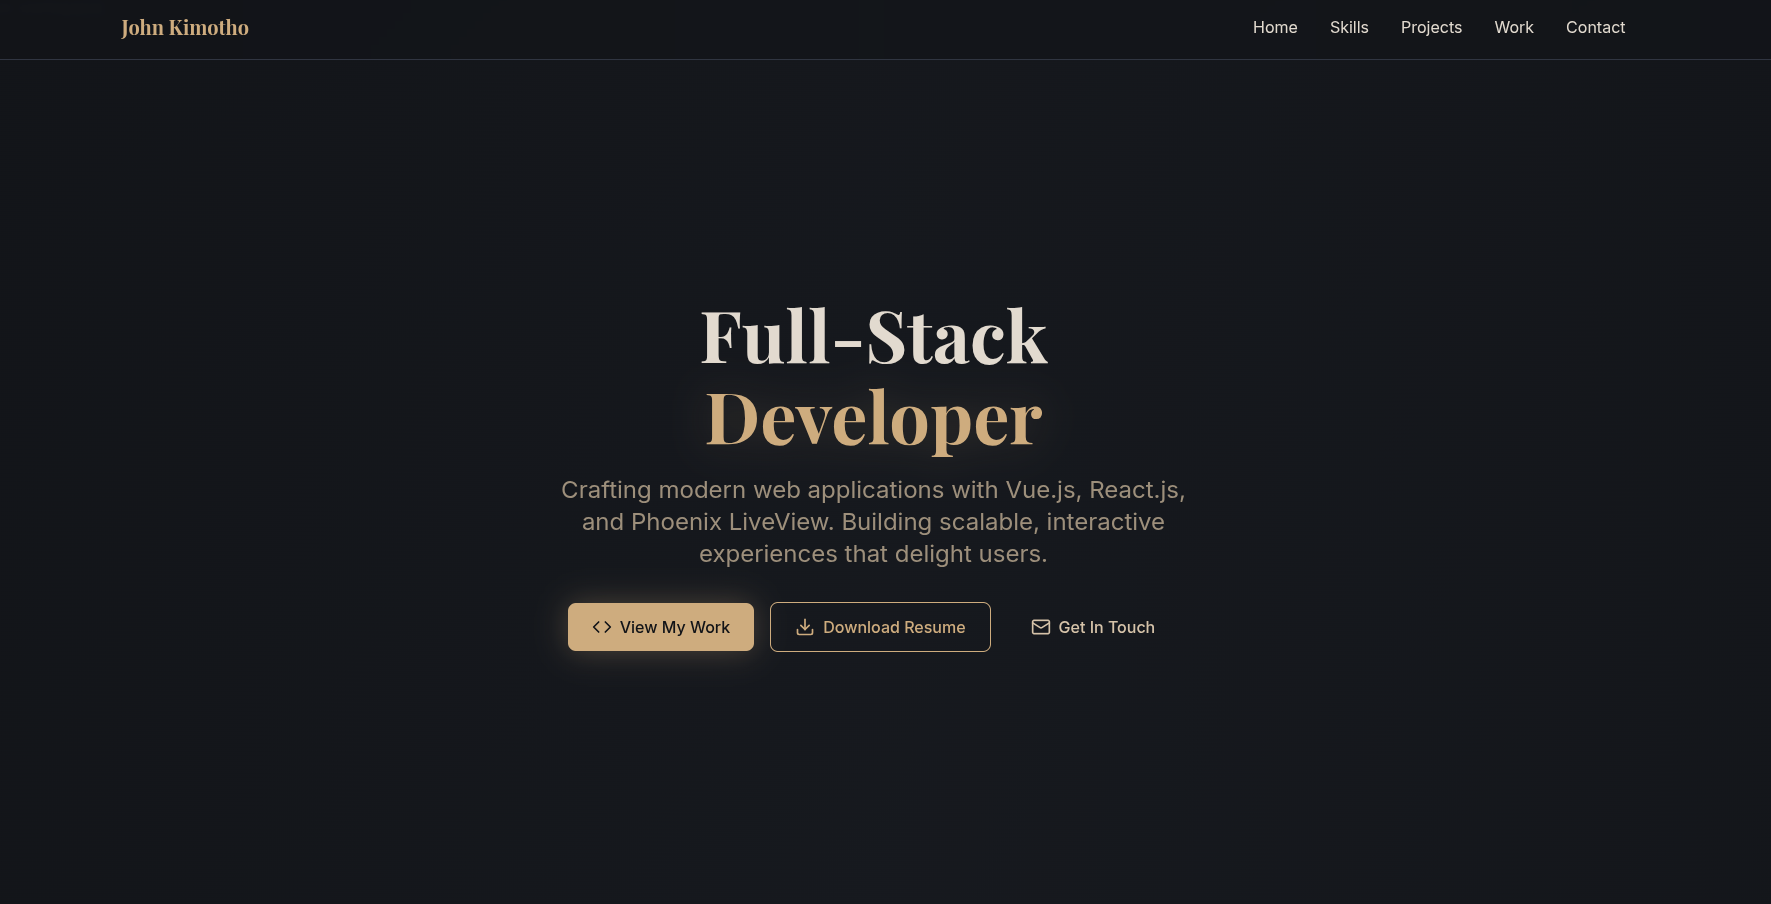 John Kimotho
Home Skills Projects Work Contact
Full-Stack
Developer
Crafting modern web applications with Vue.js, React.js,
and Phoenix LiveView. Building scalable, interactive
experiences that delight users.
View My Work Download Resume Get In Touch